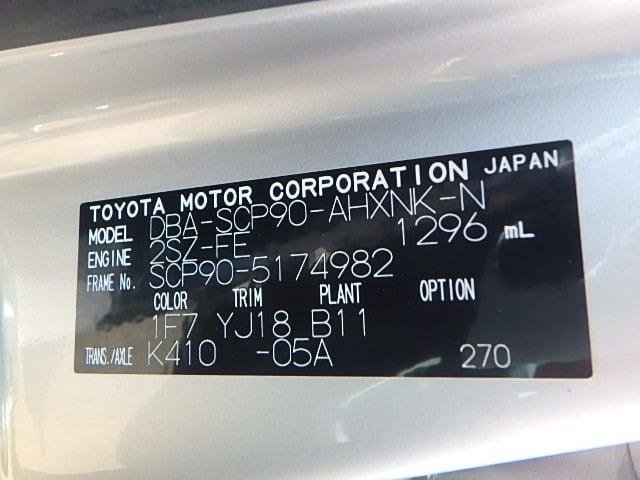 TOYOTA MOTOR CORPORATION JAPAN
MODEL DBA-SCP90-AHXNK-N
ENGINE 2SZ-FE 1296 mL
FRAME No. SCP90-5174982
COLOR TRIM PLANT OPTION
1F7 YJ18 B11
TRANS./AXLE K410 -05A 270